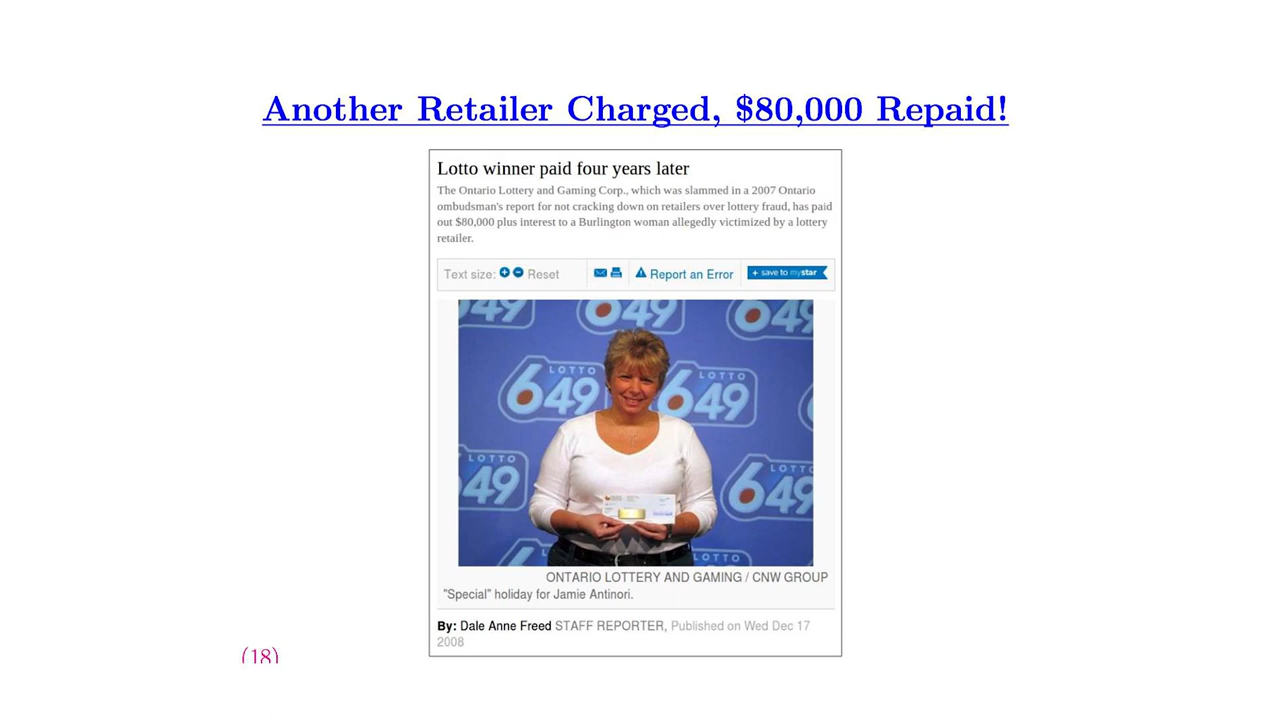 Another Retailer Charged, $80,000 Repaid!
Lotto winner paid four years later
The Ontario Lottery and Gaming Corp., which was slammed in a 2007 Ontario
ombudsman's report for not cracking down on retailers over lottery fraud, has paid
out $80,000 plus interest to a Burlington woman allegedly victimized by a lottery
retailer.
Text size: Reset Report an Error + save to mystar
649 649 649
LOTTO 649 LOTTO 649
LOTTO 649 LOTTO 649
LOTTO
ONTARIO LOTTERY AND GAMING / CNW GROUP
"Special" holiday for Jamie Antinori.
By: Dale Anne Freed STAFF REPORTER, Published on Wed Dec 17
2008
(18)